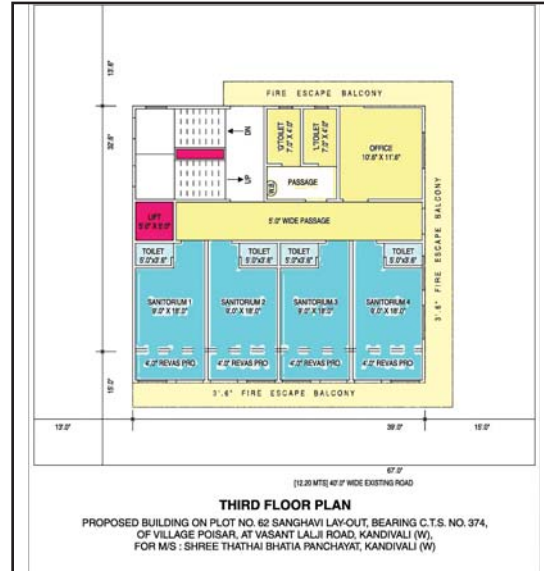 13'.6"
FIRE ESCAPE BALCONY
32'.6"
DN
UP
'G'TOILET
7'.0" X 4'.0"
'L'TOILET
7'.0" X 4'.0"
OFFICE
10'.6" X 11'.6"
W.B.
PASSAGE
3'.6" FIRE ESCAPE BALCONY
LIFT
5'.0" X 5'.0"
5'.0" WIDE PASSAGE
TOILET
5'.0"x3'.6"
TOILET
5'.0"x3'.6"
TOILET
5'.0"x3'.6"
TOILET
5'.0"x3'.6"
SANITORIUM 1
9'.0" X 18'.0"
SANITORIUM 2
9'.0" X 18'.0"
SANITORIUM 3
9'.0" X 18'.0"
SANITORIUM 4
9'.0" X 18'.0"
4'.0" REVAS PRO
4'.0" REVAS PRO
4'.0" REVAS PRO
4'.0" REVAS PRO
15'.0"
3'.6" FIRE ESCAPE BALCONY
13'.0"
39'.0"
15'.0"
67'.0"
[12.20 MTS] 40'.0" WIDE EXISTING ROAD
THIRD FLOOR PLAN
PROPOSED BUILDING ON PLOT NO. 62 SANGHAVI LAY-OUT, BEARING C.T.S. NO. 374,
OF VILLAGE POISAR, AT VASANT LALJI ROAD, KANDIVALI (W),
FOR M/S : SHREE THATHAI BHATIA PANCHAYAT, KANDIVALI (W)